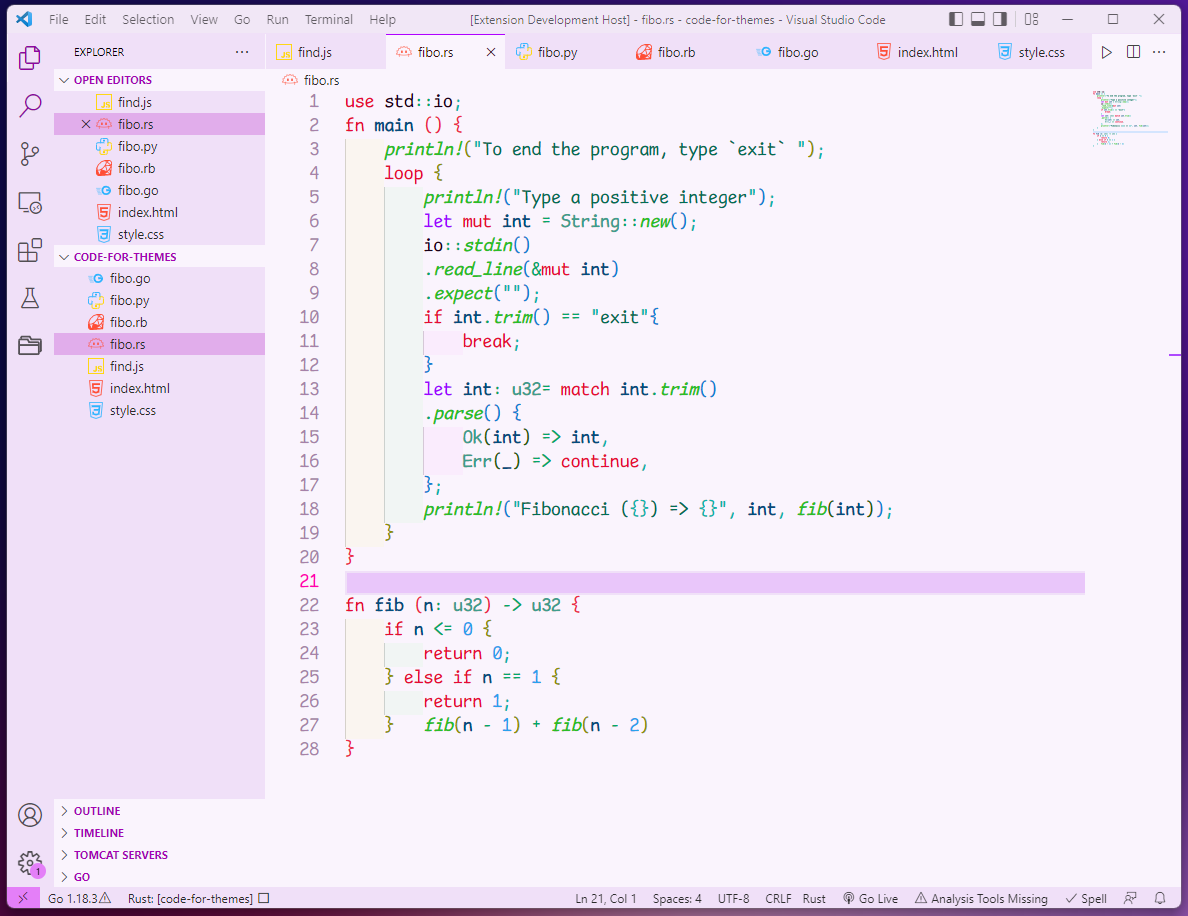 File Edit Selection View Go Run Terminal Help [Extension Development Host] - fibo.rs - code-for-themes - Visual Studio Code
EXPLORER ···
OPEN EDITORS
JS find.js
× fibo.rs
fibo.py
fibo.rb
fibo.go
5 index.html
3 style.css
CODE-FOR-THEMES
fibo.go
fibo.py
fibo.rb
fibo.rs
JS find.js
5 index.html
3 style.css
OUTLINE
TIMELINE
TOMCAT SERVERS
GO
1
JS find.js fibo.rs × fibo.py fibo.rb fibo.go 5 index.html 3 style.css ···
fibo.rs
1 use std::io;
2 fn main () {
3 println!("To end the program, type `exit` ");
4 loop {
5 println!("Type a positive integer");
6 let mut int = String::new();
7 io::stdin()
8 .read_line(&mut int)
9 .expect("");
10 if int.trim() == "exit"{
11 break;
12 }
13 let int: u32= match int.trim()
14 .parse() {
15 Ok(int) => int,
16 Err(_) => continue,
17 };
18 println!("Fibonacci ({}) => {}", int, fib(int));
19 }
20 }
21
22 fn fib (n: u32) -> u32 {
23 if n <= 0 {
24 return 0;
25 } else if n == 1 {
26 return 1;
27 } fib(n - 1) + fib(n - 2)
28 }
Go 1.18.3 Rust: [code-for-themes] Ln 21, Col 1 Spaces: 4 UTF-8 CRLF Rust Go Live Analysis Tools Missing Spell